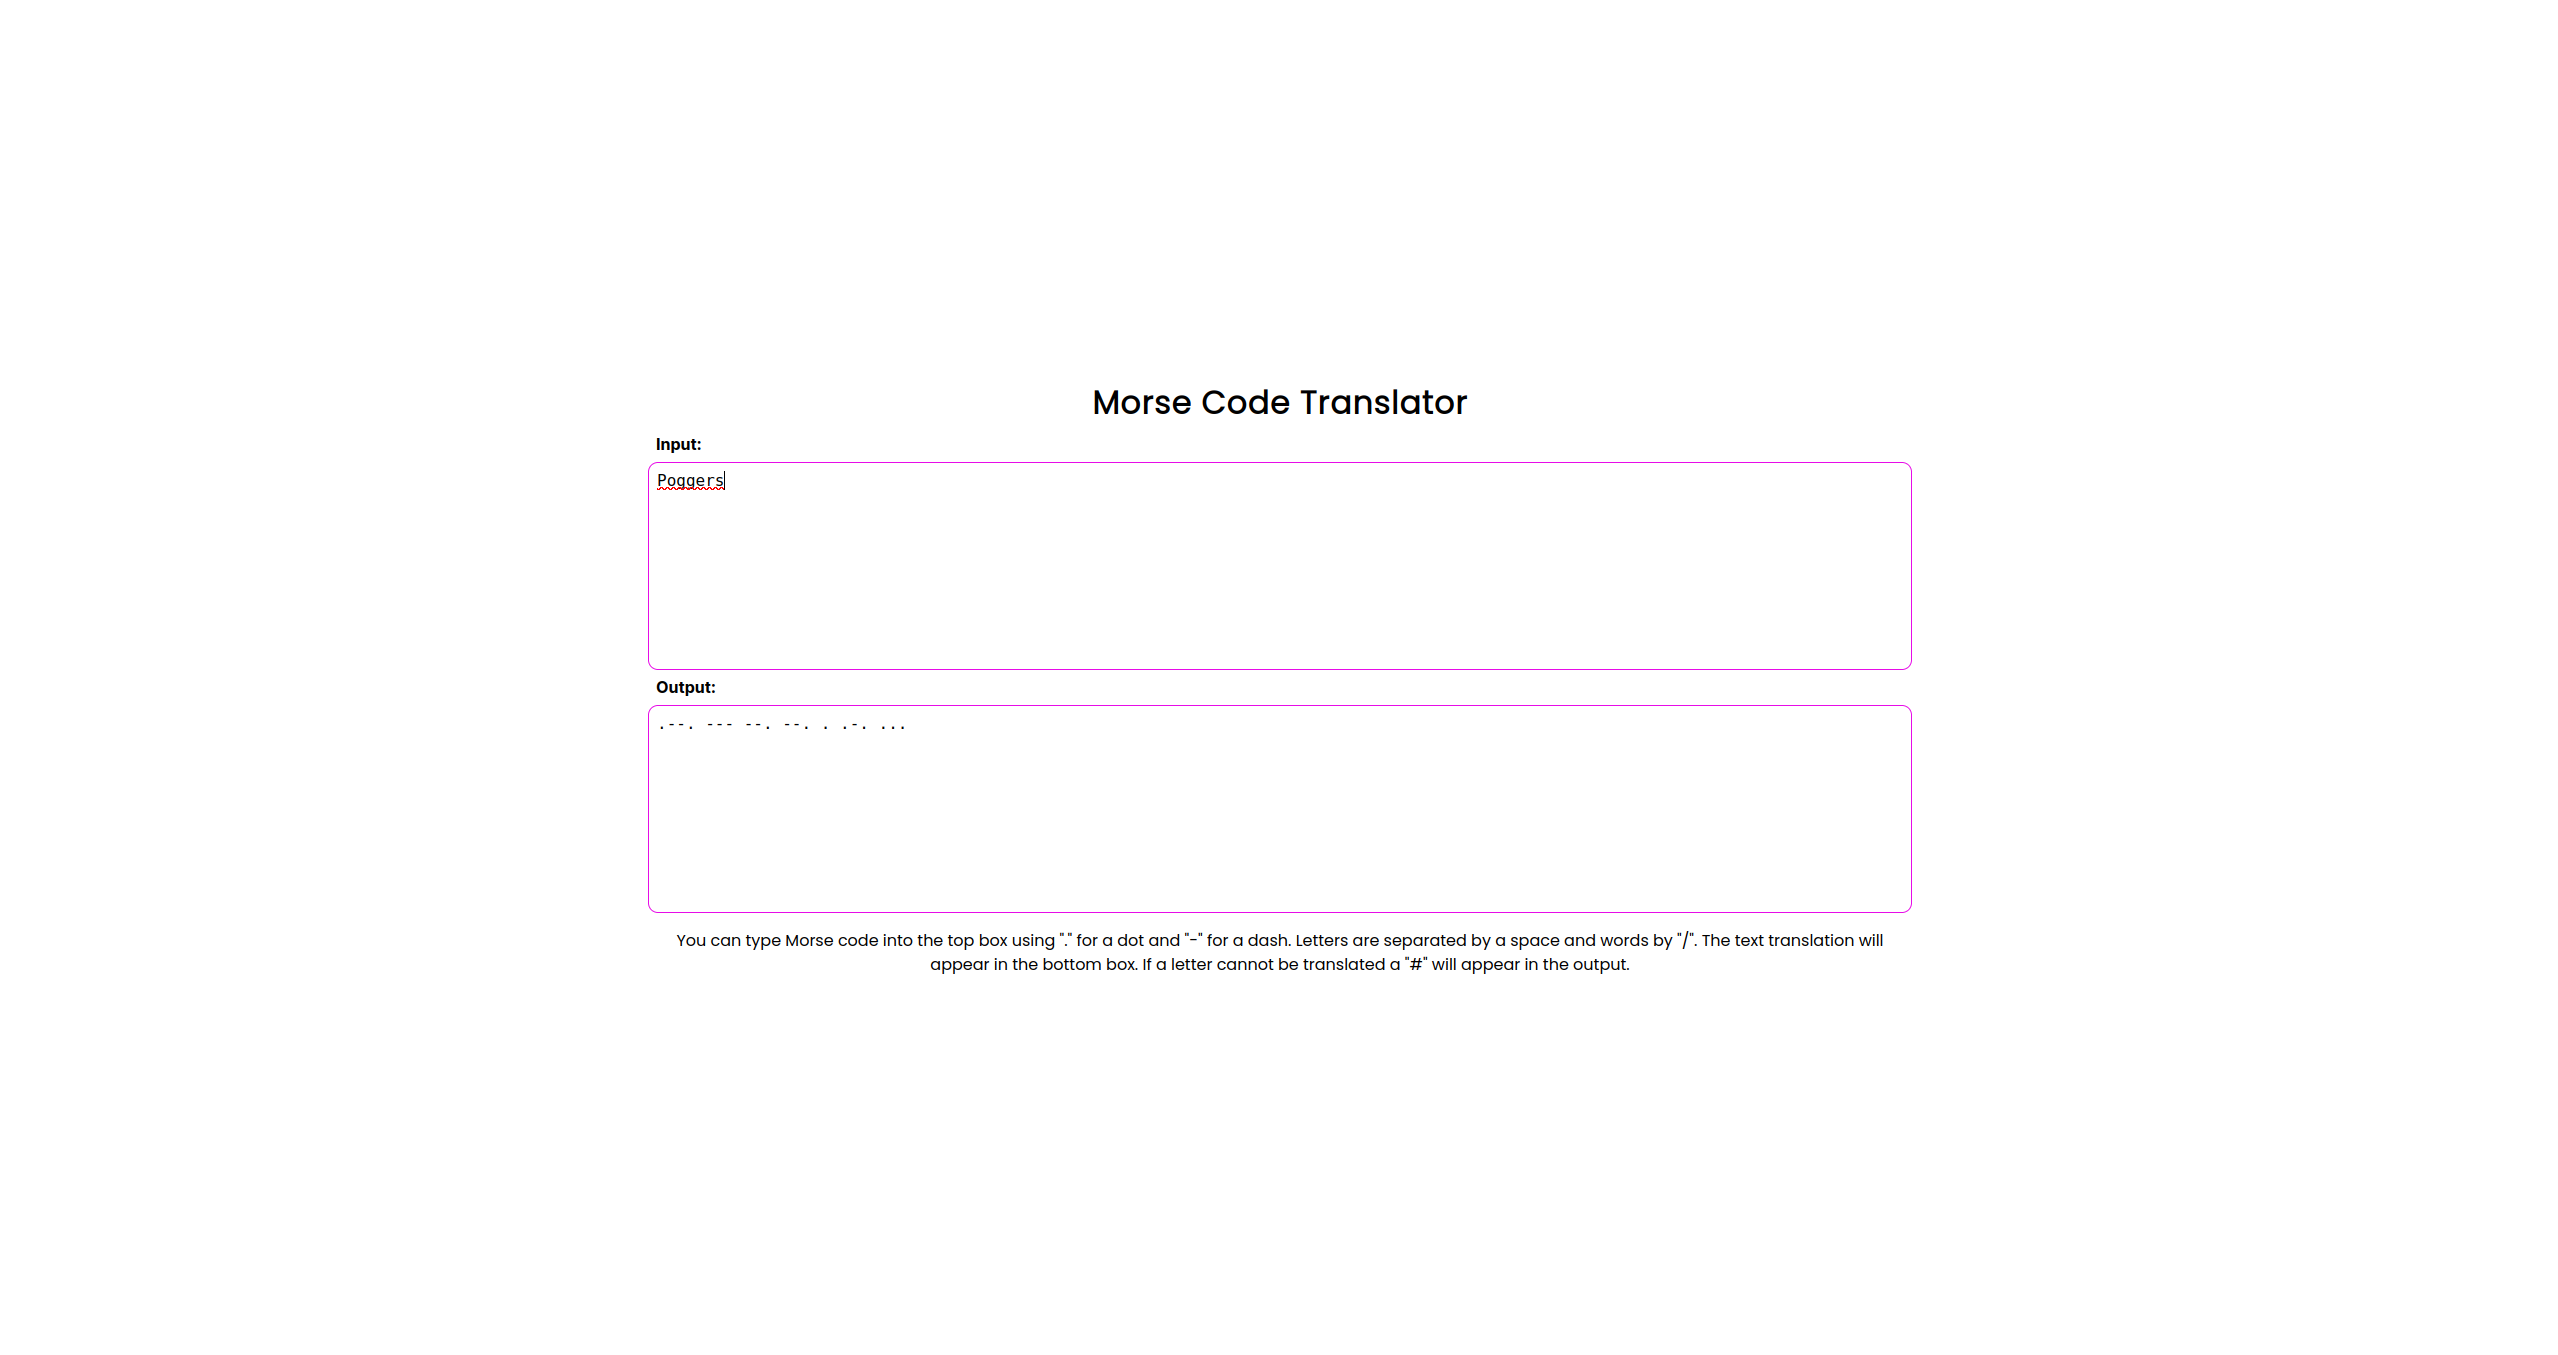 Morse Code Translator
Input:
Poggers
Output:
.--. --- --. --. . .-. ...
You can type Morse code into the top box using "." for a dot and "-" for a dash. Letters are separated by a space and words by "/". The text translation will
appear in the bottom box. If a letter cannot be translated a "#" will appear in the output.